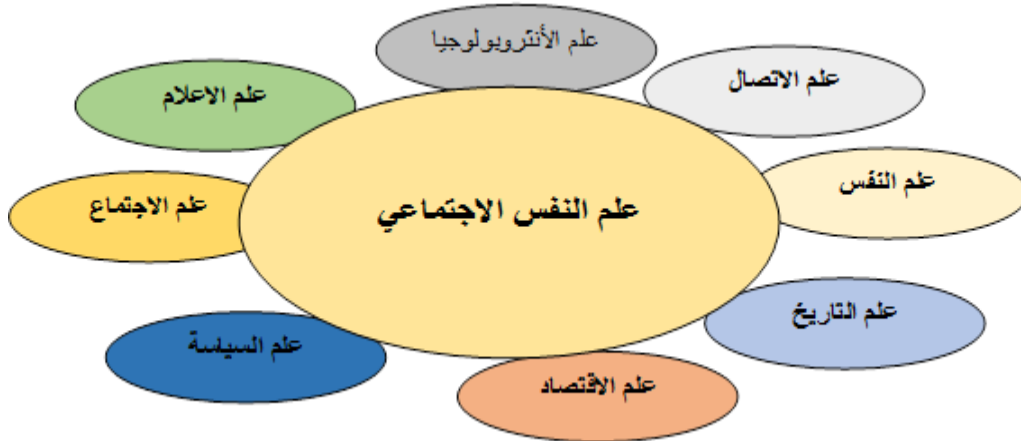 علم الأنثروبولوجيا
علم الاتصال
علم الاعلام
علم النفس
علم الاجتماع
علم النفس الاجتماعي
علم التاريخ
علم السياسة
علم الاقتصاد